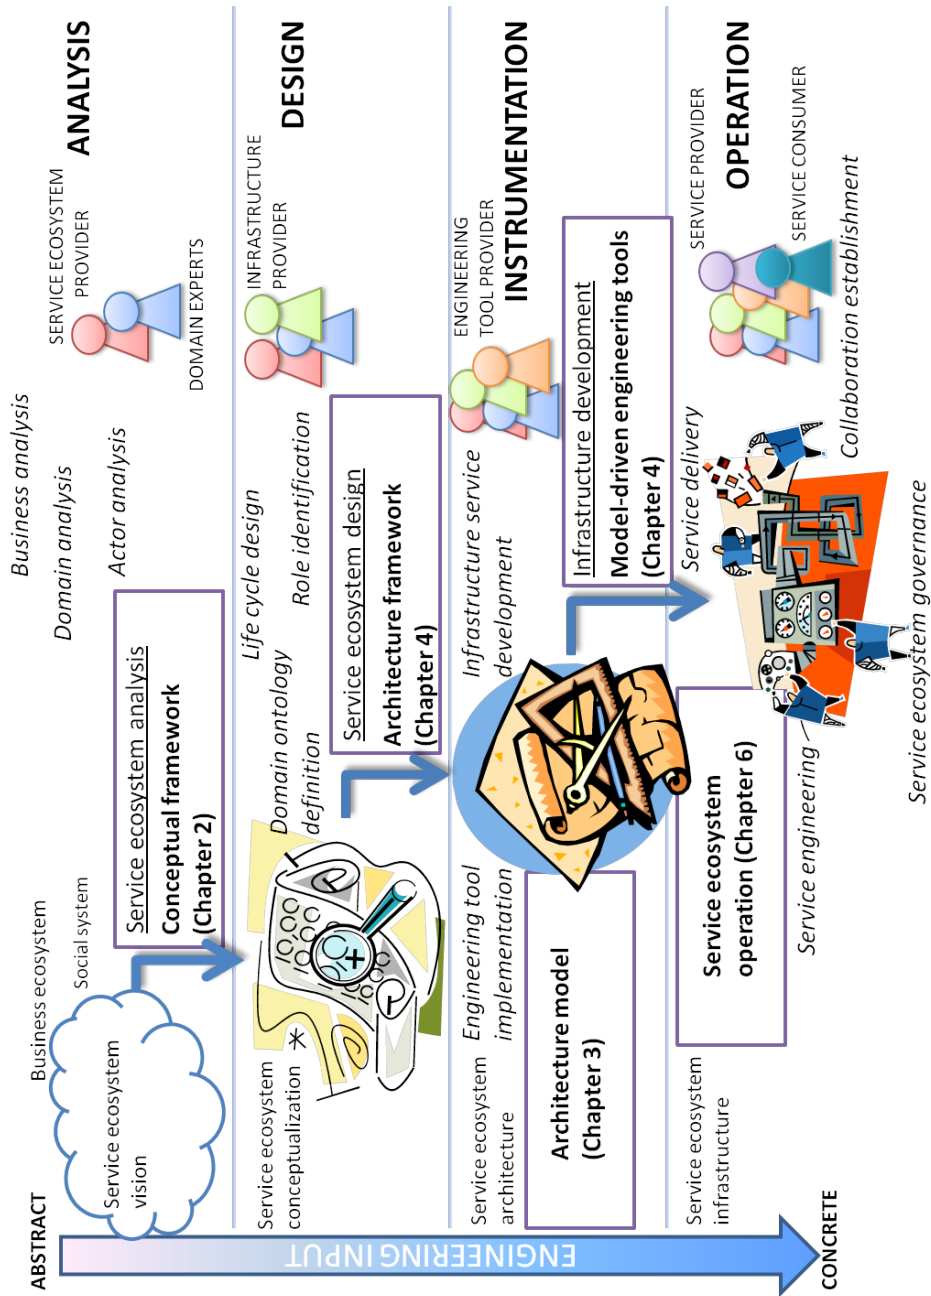 ABSTRACT
ENGINEERING INPUT
CONCRETE
Business ecosystem
Social system
Service ecosystem
vision
Service ecosystem analysis
Conceptual framework
(Chapter 2)
Business analysis
Domain analysis
Actor analysis
SERVICE ECOSYSTEM
PROVIDER
DOMAIN EXPERTS
ANALYSIS
Service ecosystem
conceptualization
Domain ontology
definition
Life cycle design
Role identification
Service ecosystem design
Architecture framework
(Chapter 4)
INFRASTRUCTURE
PROVIDER
DESIGN
Service ecosystem
architecture
Engineering tool
implementation
Architecture model
(Chapter 3)
Infrastructure service
development
Infrastructure development
Model-driven engineering tools
(Chapter 4)
ENGINEERING
TOOL PROVIDER
INSTRUMENTATION
Service ecosystem
infrastructure
Service ecosystem
operation (Chapter 6)
Service engineering
Service delivery
Service ecosystem governance
Collaboration establishment
SERVICE PROVIDER
SERVICE CONSUMER
OPERATION